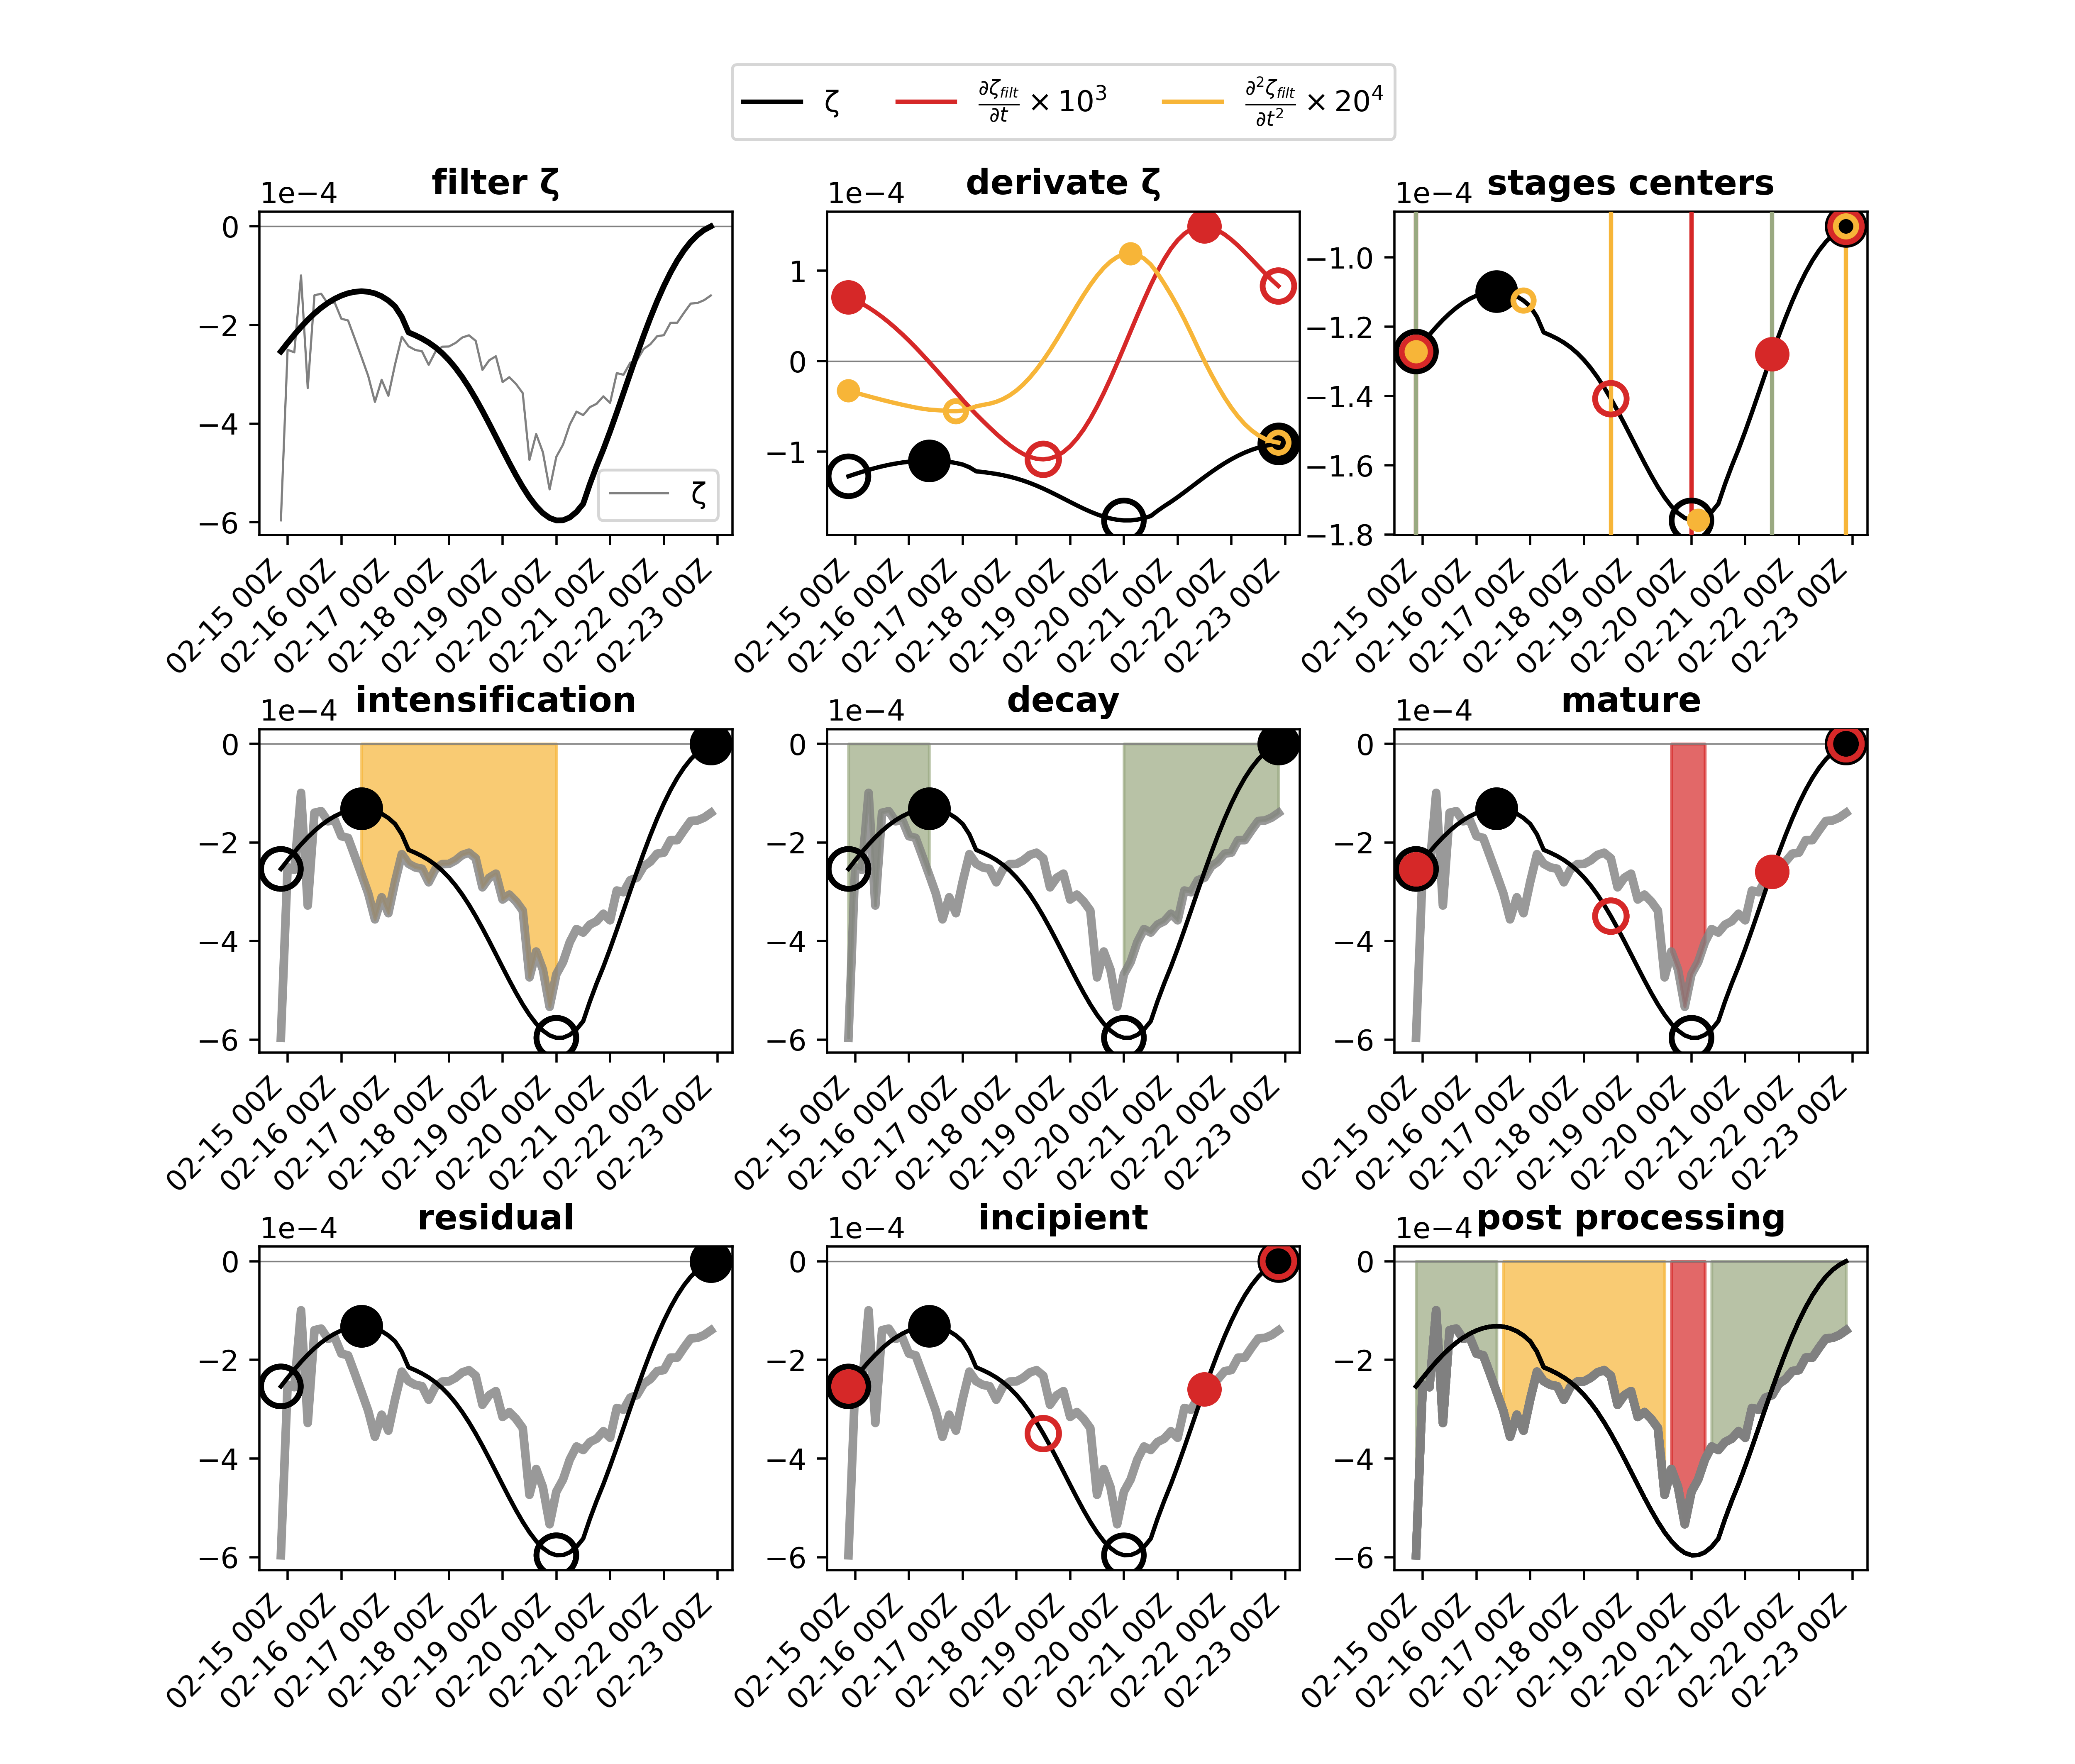 ζ ∂ζfilt/∂t × 10³ ∂²ζfilt/∂t² × 20⁴
filter ζ
1e−4
0
−2
−4
−6
ζ
02-15 00Z
02-16 00Z
02-17 00Z
02-18 00Z
02-19 00Z
02-20 00Z
02-21 00Z
02-22 00Z
02-23 00Z
derivate ζ
1e−4
1
0
−1
02-15 00Z
02-16 00Z
02-17 00Z
02-18 00Z
02-19 00Z
02-20 00Z
02-21 00Z
02-22 00Z
02-23 00Z
stages centers
1e−4
−1.0
−1.2
−1.4
−1.6
−1.8
02-15 00Z
02-16 00Z
02-17 00Z
02-18 00Z
02-19 00Z
02-20 00Z
02-21 00Z
02-22 00Z
02-23 00Z
intensification
1e−4
0
−2
−4
−6
02-15 00Z
02-16 00Z
02-17 00Z
02-18 00Z
02-19 00Z
02-20 00Z
02-21 00Z
02-22 00Z
02-23 00Z
decay
1e−4
0
−2
−4
−6
02-15 00Z
02-16 00Z
02-17 00Z
02-18 00Z
02-19 00Z
02-20 00Z
02-21 00Z
02-22 00Z
02-23 00Z
mature
1e−4
0
−2
−4
−6
02-15 00Z
02-16 00Z
02-17 00Z
02-18 00Z
02-19 00Z
02-20 00Z
02-21 00Z
02-22 00Z
02-23 00Z
residual
1e−4
0
−2
−4
−6
02-15 00Z
02-16 00Z
02-17 00Z
02-18 00Z
02-19 00Z
02-20 00Z
02-21 00Z
02-22 00Z
02-23 00Z
incipient
1e−4
0
−2
−4
−6
02-15 00Z
02-16 00Z
02-17 00Z
02-18 00Z
02-19 00Z
02-20 00Z
02-21 00Z
02-22 00Z
02-23 00Z
post processing
1e−4
0
−2
−4
−6
02-15 00Z
02-16 00Z
02-17 00Z
02-18 00Z
02-19 00Z
02-20 00Z
02-21 00Z
02-22 00Z
02-23 00Z